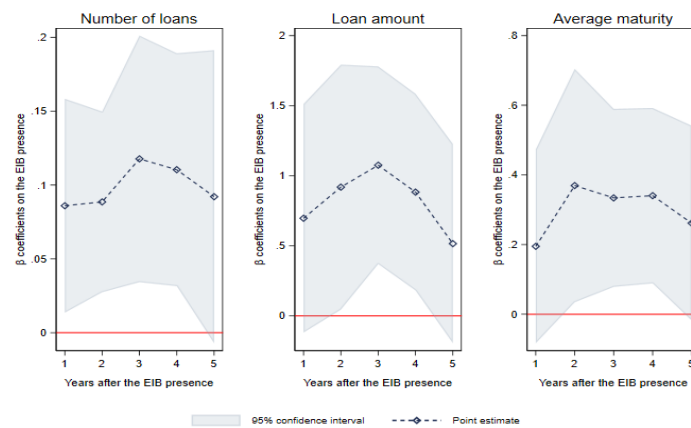 Number of loans
Loan amount
Average maturity
β coefficients on the EIB presence
.2
.15
.1
.05
0
1 2 3 4 5
Years after the EIB presence
β coefficients on the EIB presence
2
1.5
1
.5
0
1 2 3 4 5
Years after the EIB presence
β coefficients on the EIB presence
.8
.6
.4
.2
0
1 2 3 4 5
Years after the EIB presence
95% confidence interval
Point estimate